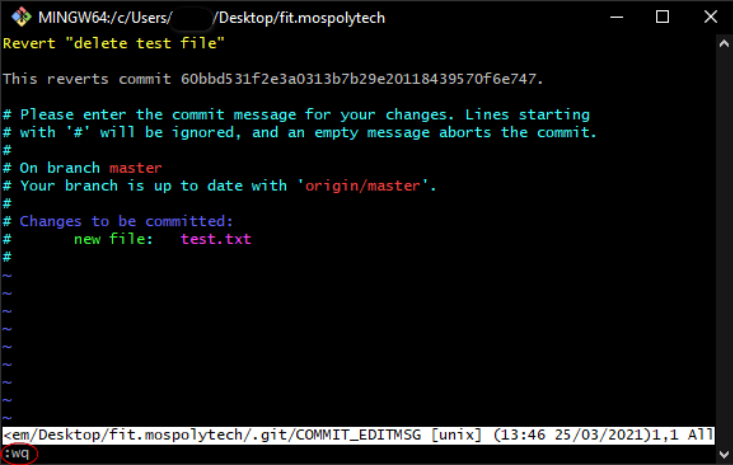 MINGW64:/c/Users/ /Desktop/fit.mospolytech
Revert "delete test file"
This reverts commit 60bbd531f2e3a0313b7b29e20118439570f6e747.
# Please enter the commit message for your changes. Lines starting
# with '#' will be ignored, and an empty message aborts the commit.
#
# On branch master
# Your branch is up to date with 'origin/master'.
#
# Changes to be committed:
#       new file:   test.txt
#
~
~
~
~
~
~
~
~
~
<em/Desktop/fit.mospolytech/.git/COMMIT_EDITMSG [unix] (13:46 25/03/2021)1,1 All
:wq